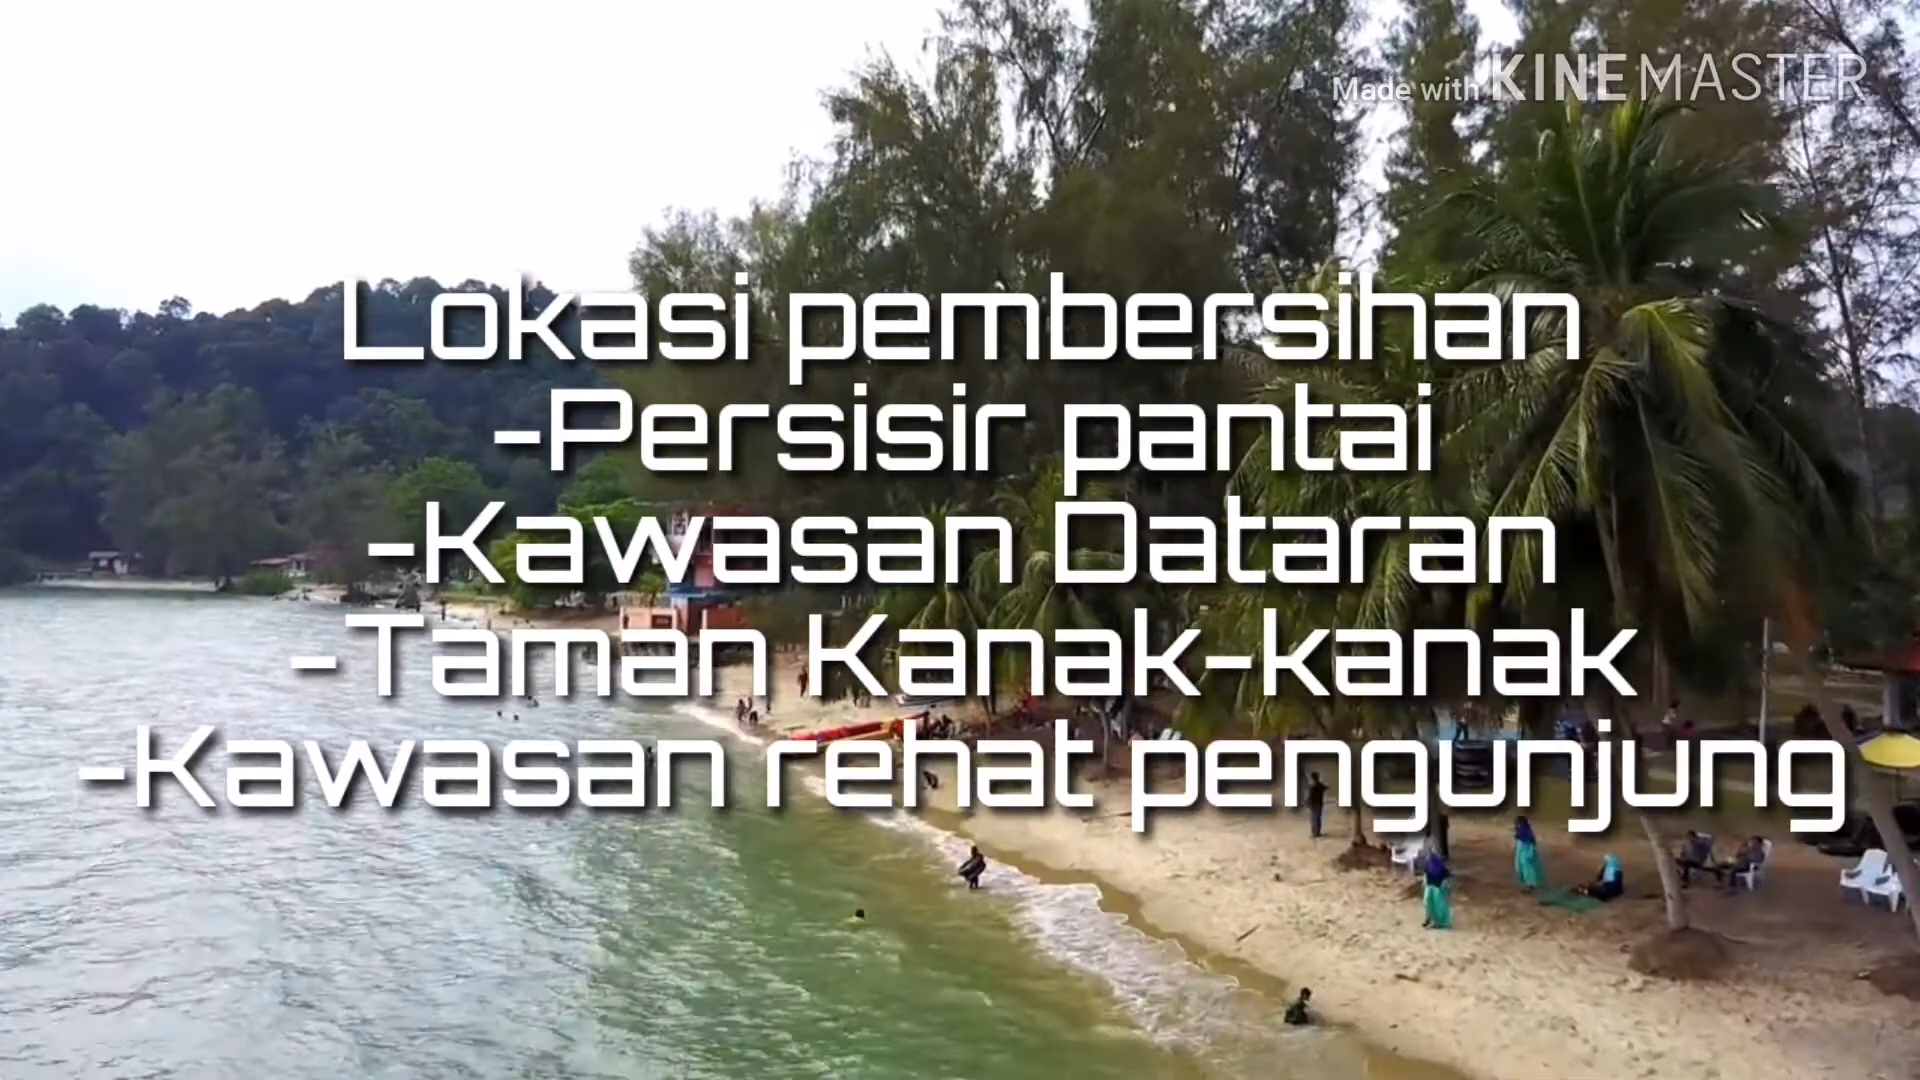 Made with KINEMASTER
Lokasi pembersihan
-Persisir pantai
-Kawasan Dataran
-Taman Kanak-kanak
-Kawasan rehat pengunjung